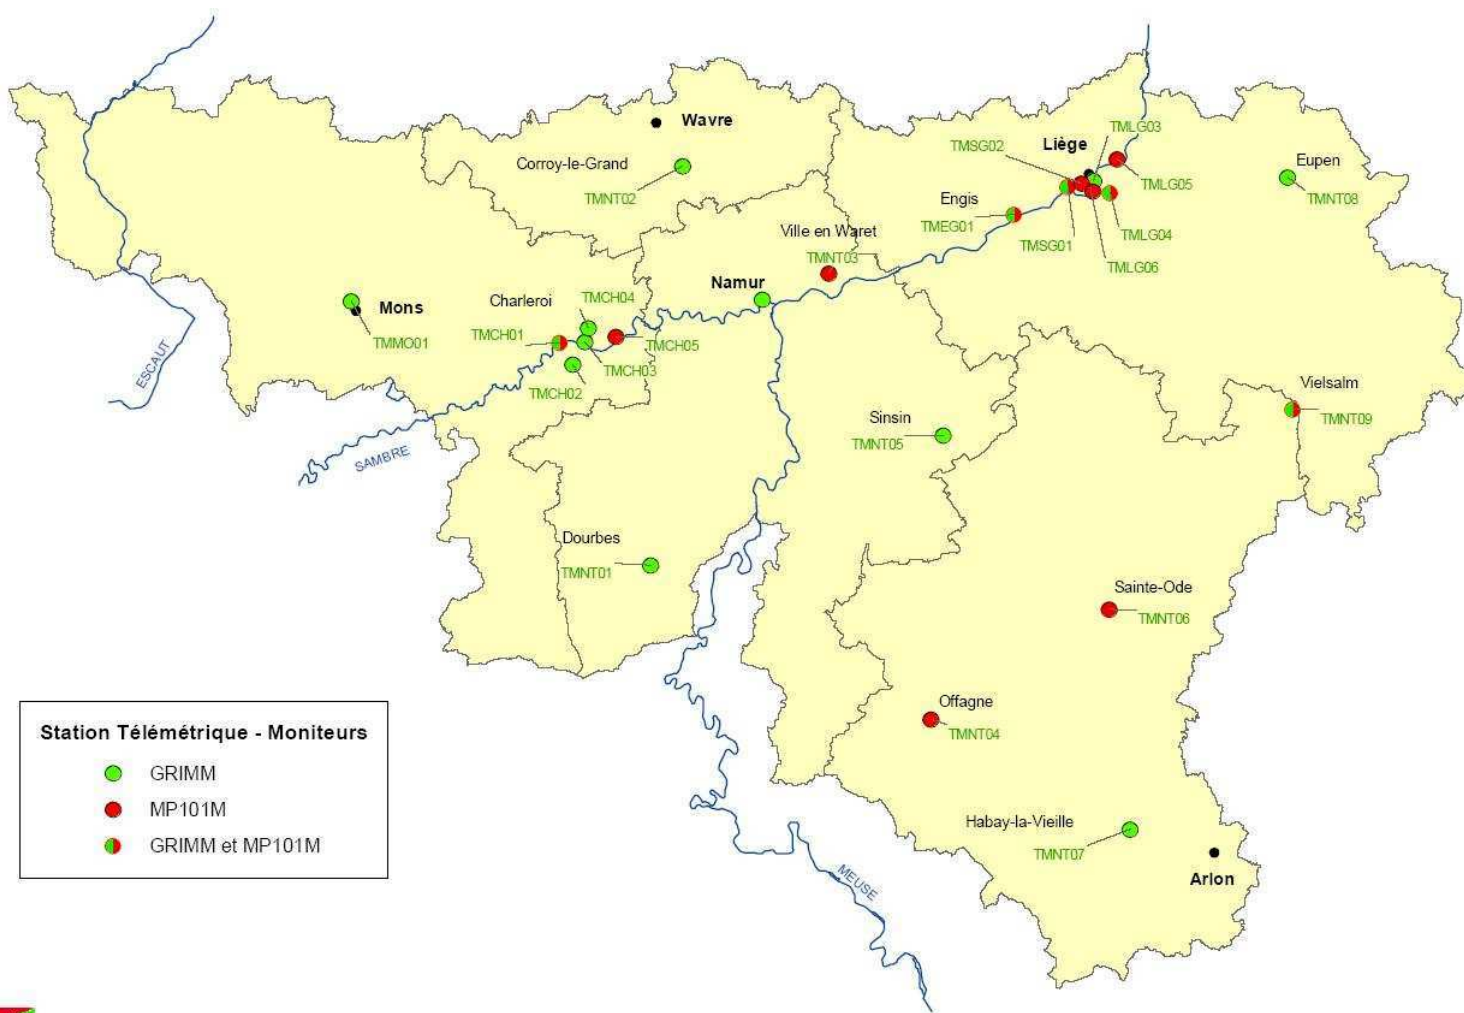 Wavre
TMLG03
Liège
TMSG02
Corroy-le-Grand
Eupen
TMLG05
TMNT02
TMNT08
Engis
TMEG01
Ville en Waret
TMLG04
TMSG01
TMNT03
TMLG06
Namur
Charleroi
TMCH04
Mons
TMCH01
TMMO01
TMCH05
ESCAUT
TMCH03
Vielsalm
TMCH02
Sinsin
TMNT09
TMNT05
SAMBRE
Dourbes
TMNT01
Sainte-Ode
TMNT06
Offagne
TMNT04
Station Télémétrique - Moniteurs
GRIMM
MP101M
GRIMM et MP101M
Habay-la-Vieille
TMNT07
Arlon
MEUSE